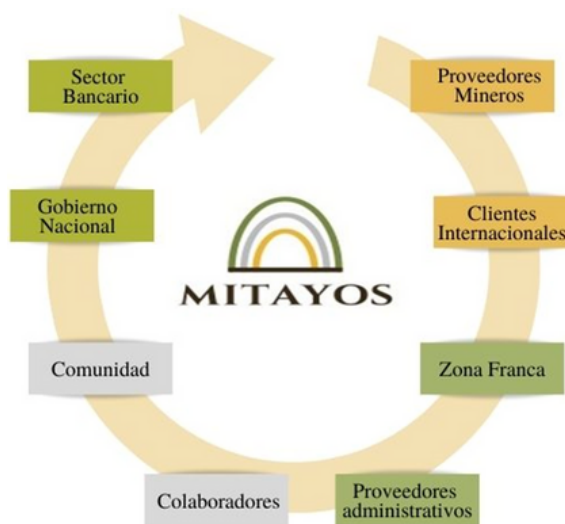 Sector
Bancario
Proveedores
Mineros
Gobierno
Nacional
Clientes
Internacionales
MITAYOS
Comunidad
Zona Franca
Colaboradores
Proveedores
administrativos